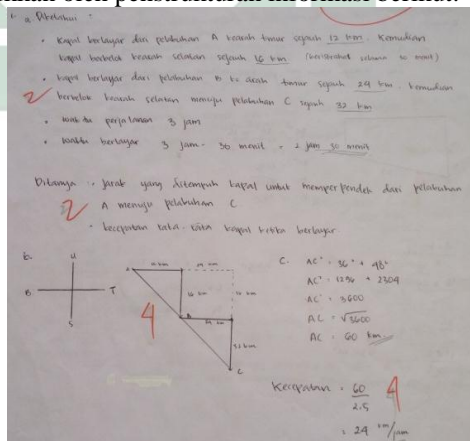 a. Diketahui :
• Kapal berlayar dari pelabuhan A kearah timur sejauh 12 km. Kemudian
kapal berbelok kearah selatan sejauh 16 km (beristirahat selama 30 menit)
• kapal berlayar dari pelabuhan B ke arah timur sejauh 24 km. kemudian
2 berbelok kearah selatan menuju pelabuhan C sejauh 32 km.
• waktu perjalanan 3 jam
• waktu berlayar 3 jam - 30 menit = 2 jam 30 menit
Ditanya : jarak yang ditempuh kapal untuk memperpendek dari pelabuhan
2 A menuju pelabuhan C
• kecepatan rata-rata kapal ketika berlayar
b. U
B T
S
A
16 km
B
24 km
32 km
C
4
C. AC² = 36² + 48²
AC² = 1296 + 2304
AC² = 3600
AC = √3600
AC = 60 km
Kecepatan = 60
2.5
4
= 24 km/jam